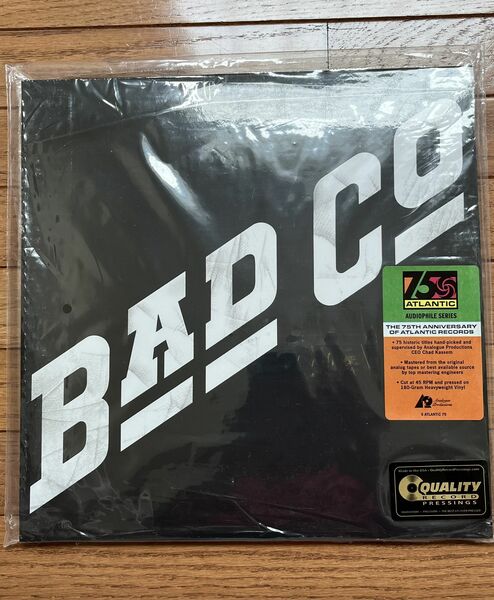 BAD CO
75
ATLANTIC
AUDIOPHILE SERIES
THE 75TH ANNIVERSARY
OF ATLANTIC RECORDS
• 75 historic titles hand-picked and
supervised by Analogue Productions
CEO Chad Kassem
• Mastered from the original
analog tapes or best available source
by top mastering engineers
• Cut at 45 RPM and pressed on
180-Gram Heavyweight Vinyl
Analogue Productions
QUALITY
RECORD
PRESSINGS